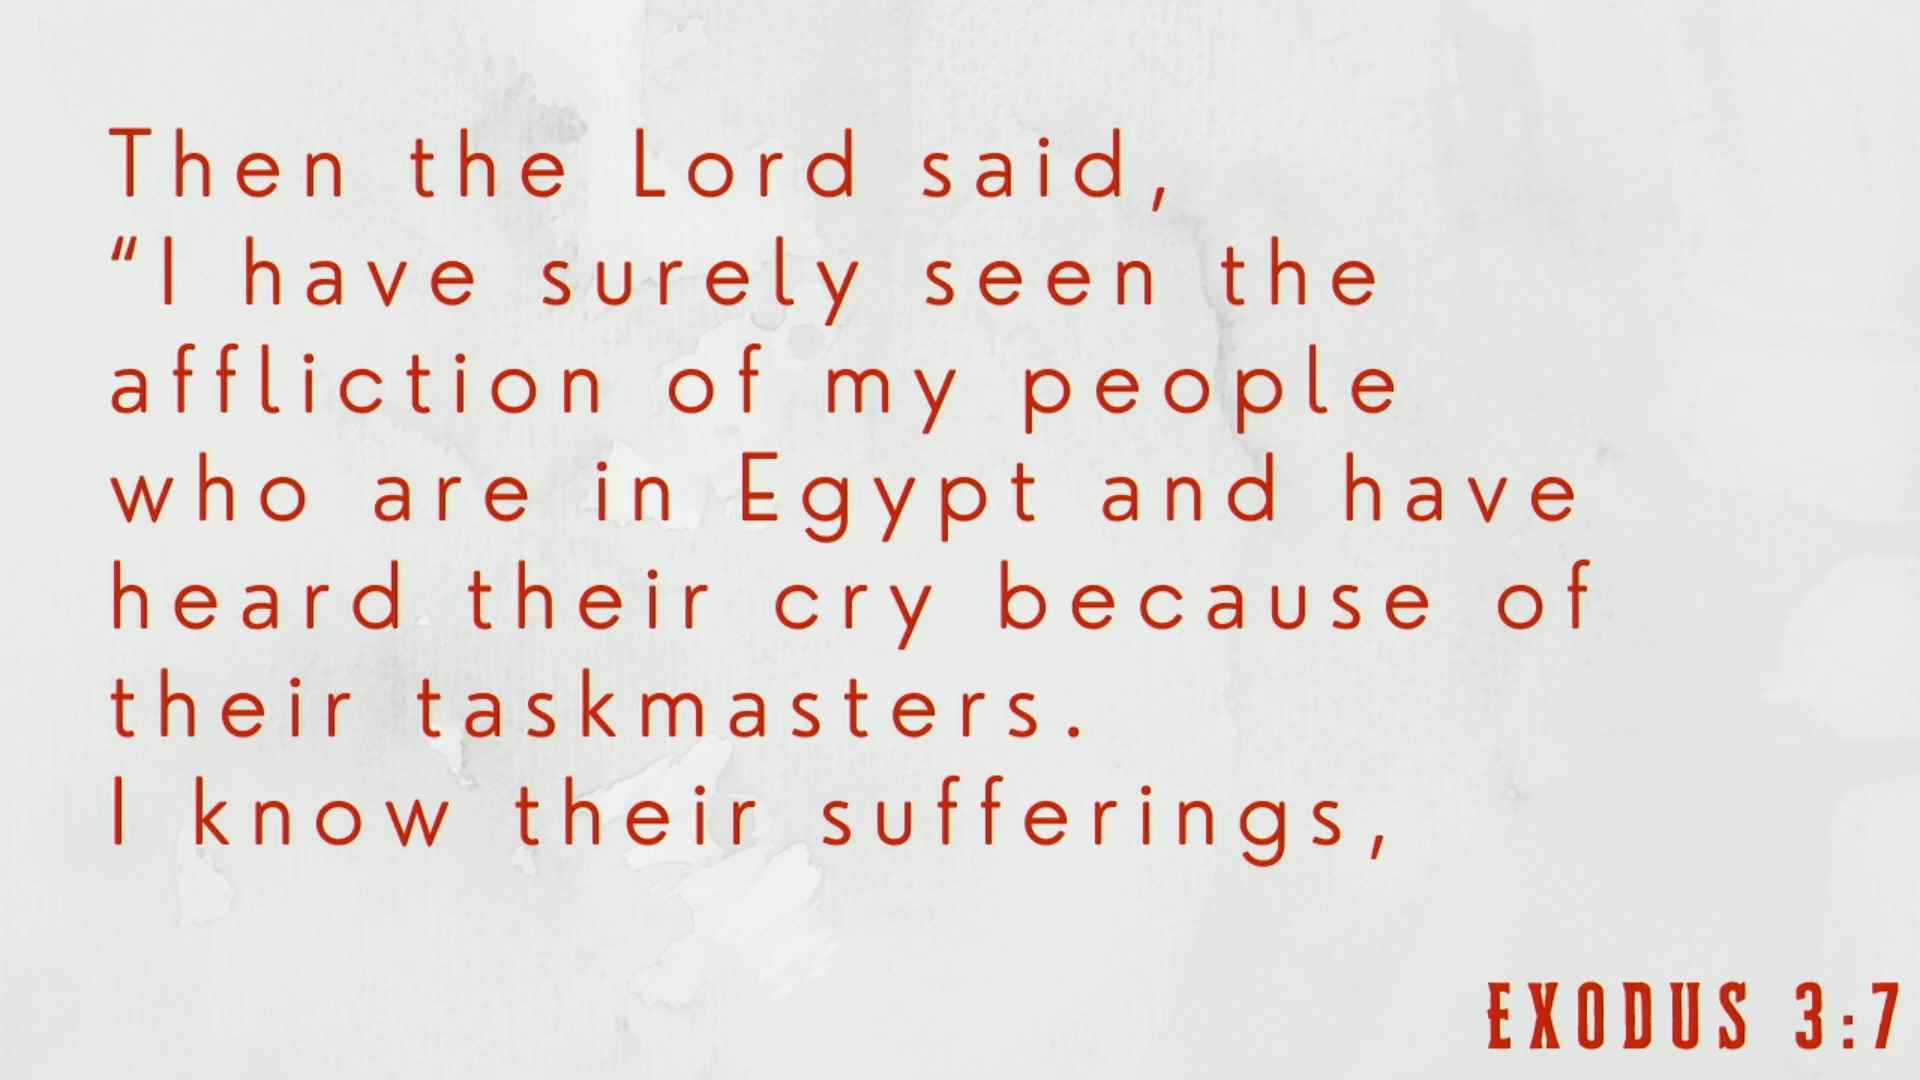 Then the Lord said,
“I have surely seen the
affliction of my people
who are in Egypt and have
heard their cry because of
their taskmasters.
I know their sufferings,
EXODUS 3:7